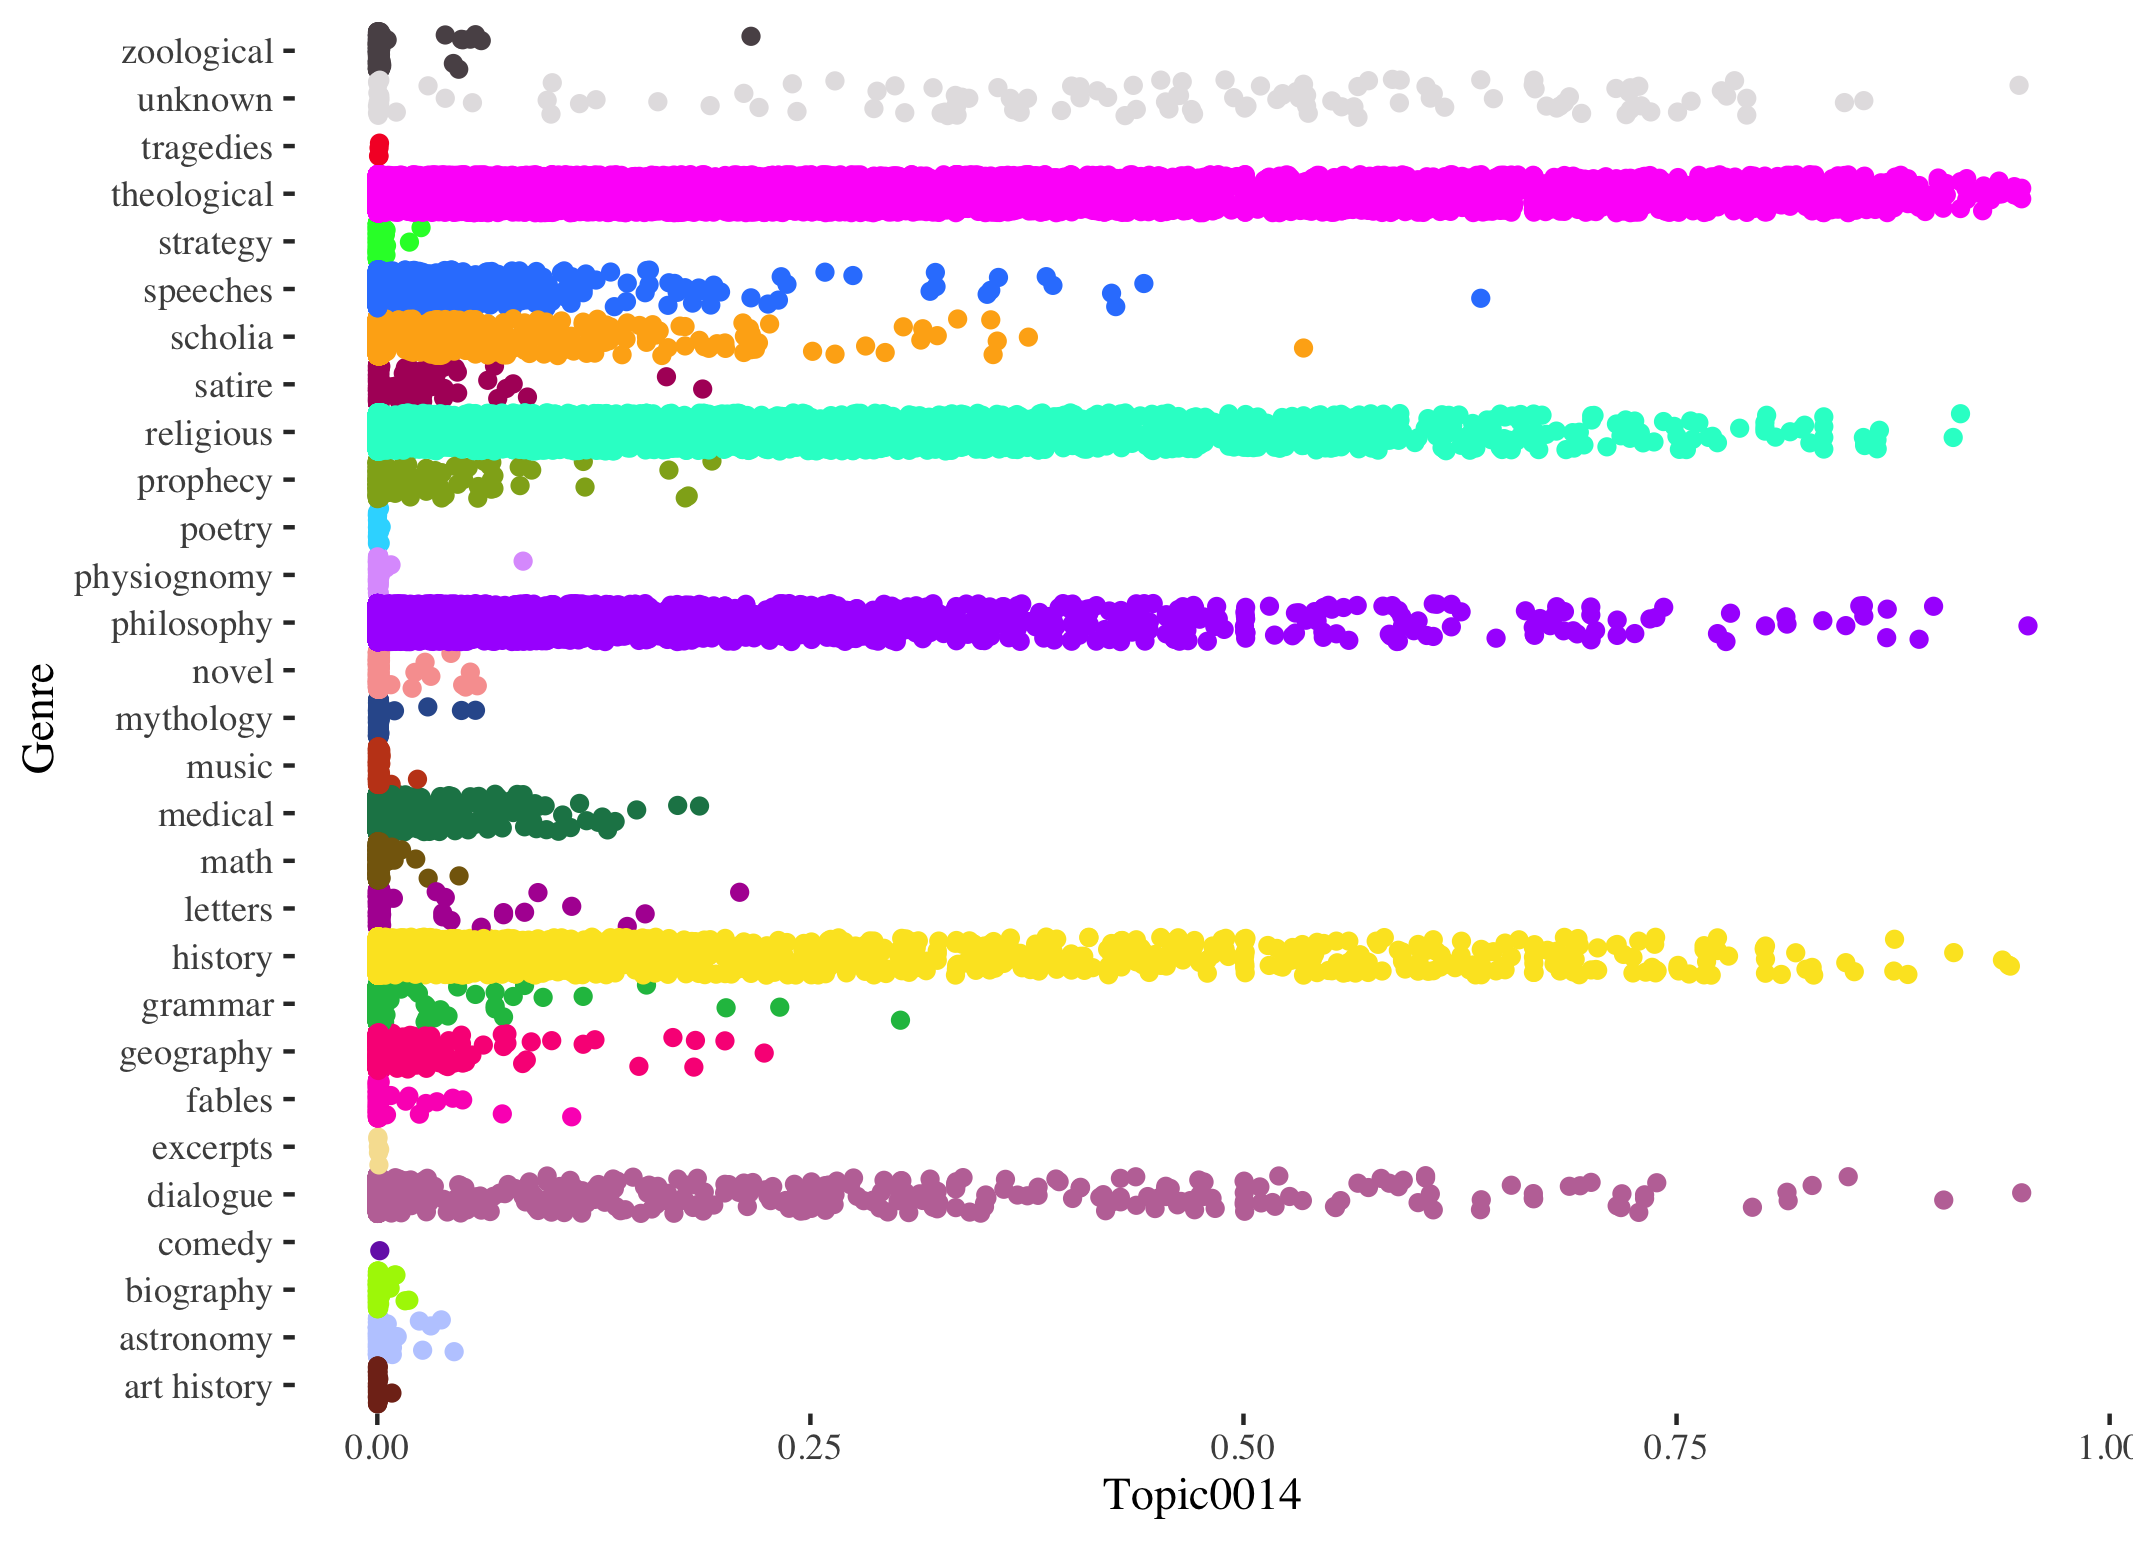 zoological
unknown
tragedies
theological
strategy
speeches
scholia
satire
religious
prophecy
poetry
physiognomy
philosophy
novel
mythology
music
medical
math
letters
history
grammar
geography
fables
excerpts
dialogue
comedy
biography
astronomy
art history
Genre
0.00 0.25 0.50 0.75 1.00
Topic0014